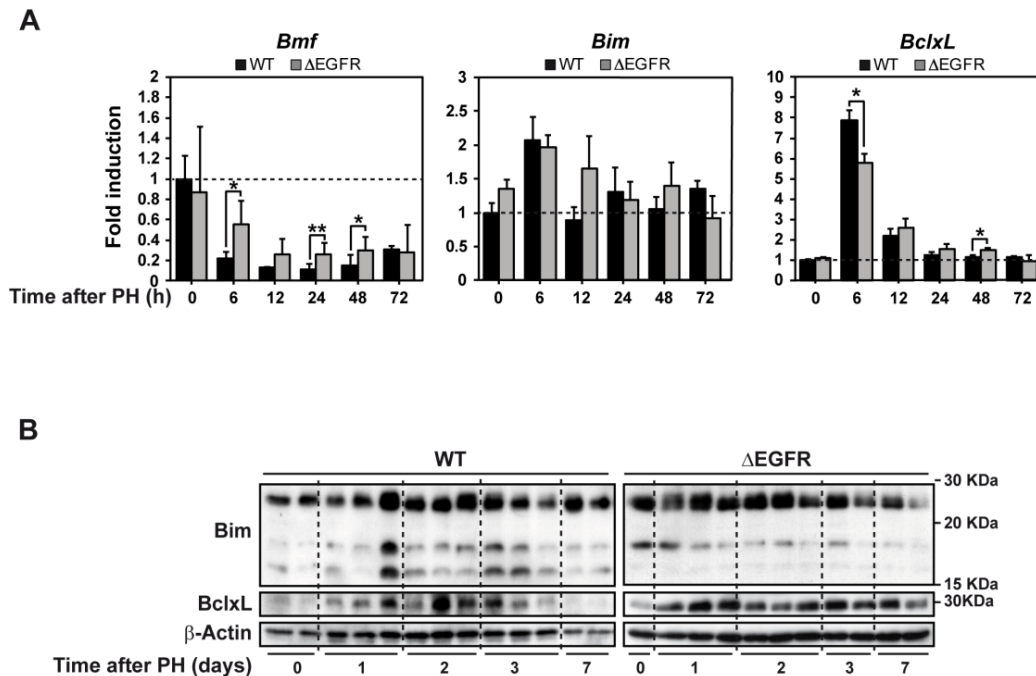 A
Bmf
Bim
BclxL
WT ΔEGFR
WT ΔEGFR
WT ΔEGFR
Fold induction
2
1.8
1.6
1.4
1.2
1
0.8
0.6
0.4
0.2
0
* ** *
3
2.5
2
1.5
1
0.5
0
10
9
8
7
6
5
4
3
2
1
0
* *
Time after PH (h) 0 6 12 24 48 72
0 6 12 24 48 72
0 6 12 24 48 72
B
WT ΔEGFR
Bim
30 KDa
20 KDa
15 KDa
BclxL 30KDa
β-Actin
Time after PH (days) 0 1 2 3 7 0 1 2 3 7